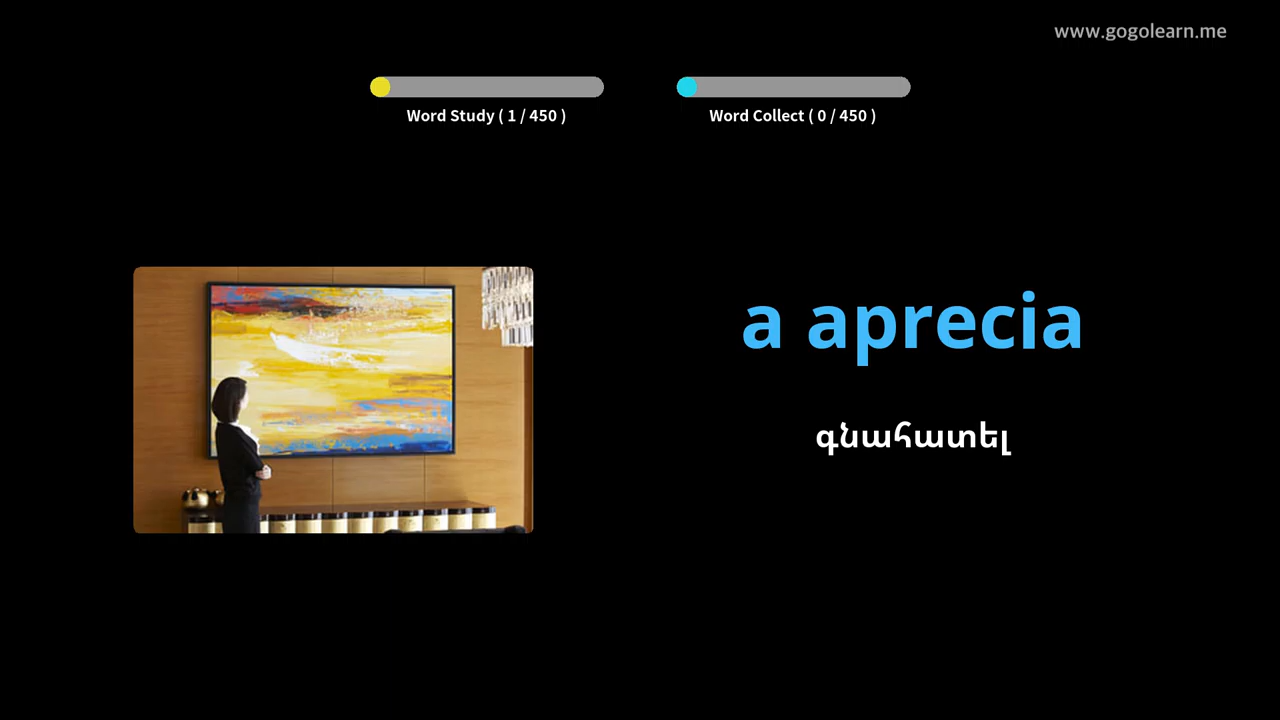 www.gogolearn.me
Word Study ( 1 / 450 )
Word Collect ( 0 / 450 )
a aprecia
գնահատել